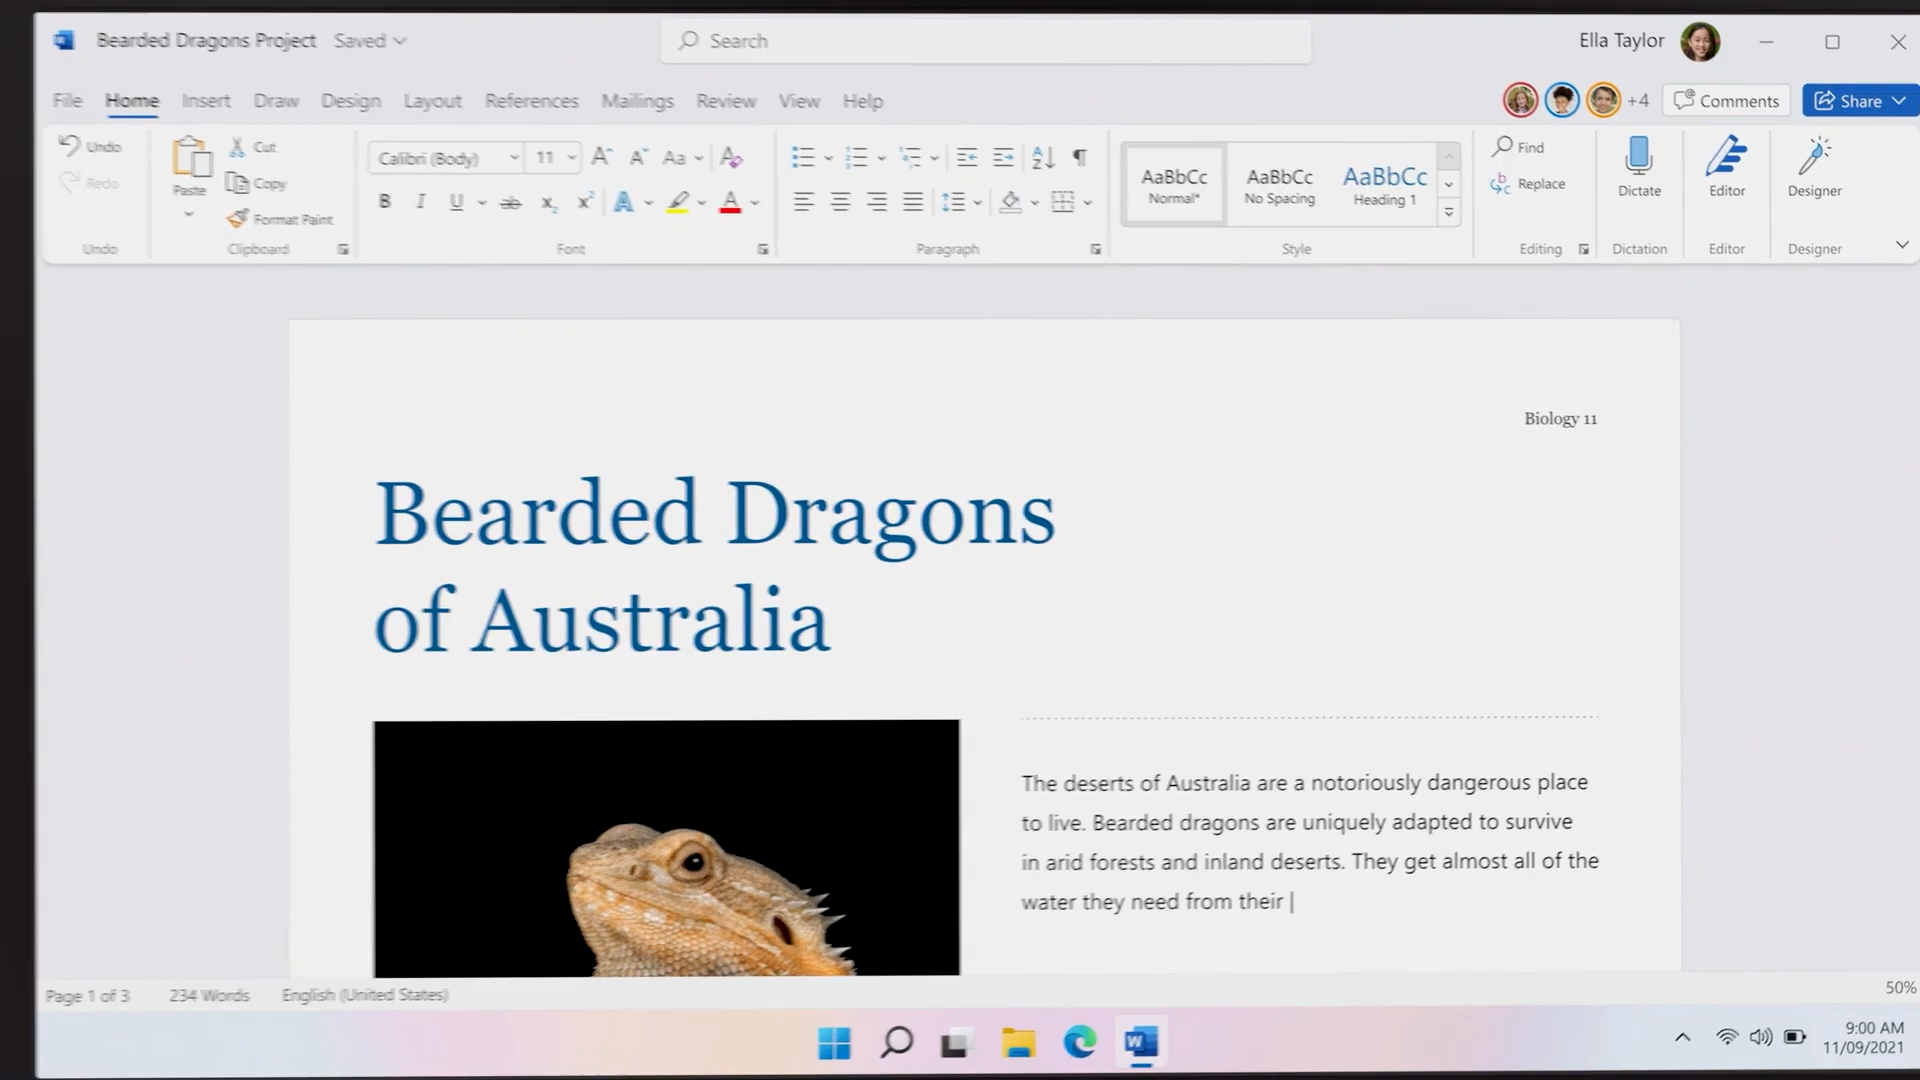 Bearded Dragons Project Saved
Search
Ella Taylor
File Home Insert Draw Design Layout References Mailings Review View Help
+4 Comments Share
Undo
Redo
Undo
Paste
Cut
Copy
Format Paint
Clipboard
Calibri (Body) 11
Aa
B I U ab x₂ x² A A
Font
Paragraph
AaBbCc
Normal*
AaBbCc
No Spacing
AaBbCc
Heading 1
Style
Find
Replace
Editing
Dictate
Dictation
Editor
Editor
Designer
Designer
Biology 11
Bearded Dragons
of Australia
The deserts of Australia are a notoriously dangerous place
to live. Bearded dragons are uniquely adapted to survive
in arid forests and inland deserts. They get almost all of the
water they need from their
Page 1 of 3 234 Words English (United States)
50%
9:00 AM
11/09/2021